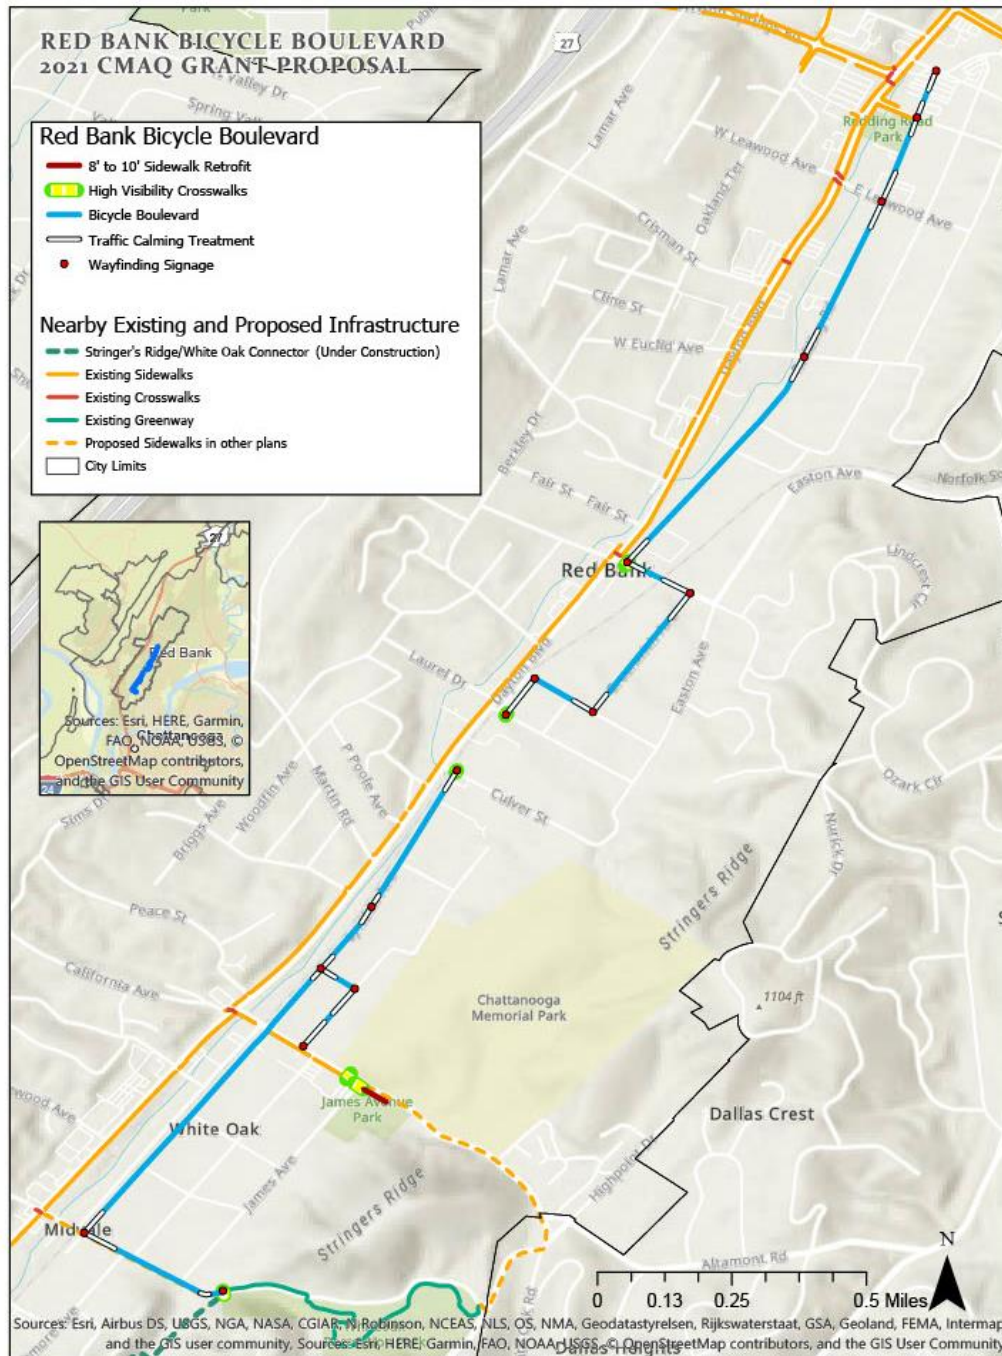 RED BANK BICYCLE BOULEVARD
2021 CMAQ GRANT PROPOSAL
Park
27
Valley Dr
Lamar Ave
Red Bank Bicycle Boulevard
8' to 10' Sidewalk Retrofit
High Visibility Crosswalks
Bicycle Boulevard
Traffic Calming Treatment
Wayfinding Signage
Nearby Existing and Proposed Infrastructure
Stringer's Ridge/White Oak Connector (Under Construction)
Existing Sidewalks
Existing Crosswalks
Existing Greenway
Proposed Sidewalks in other plans
City Limits
Redding Road
Park
W Leawood Ave
E Leawood Ave
Oakland Ter
Crisman St
Lamar Ave
Cline St
Dayton Blvd
W Euclid Ave
Berkley Dr
Easton Ave
Fair St
Fair St
Red Bank
Lindcrest Cir
27
Red Bank
Chattanooga
24
Sources: Esri, HERE, Garmin,
FAO, NOAA, USGS, ©
OpenStreetMap contributors,
and the GIS User Community
Laurel Dr
Dayton Blvd
Easton Ave
Ozark Cir
P Poole Ave
Martin Rd
Woodtin Ave
Briggs Ave
Sims Dr
Culver St
Nurick Dr
Stringers Ridge
Peace St
California Ave
Chattanooga
Memorial Park
1104 ft
James Avenue
Park
Dallas Crest
White Oak
James Ave
Stringers Ridge
Highpoint Dr
Midvale
Altamont Rd
N
0 0.13 0.25 0.5 Miles
Sources: Esri, Airbus DS, USGS, NGA, NASA, CGIAR, N Robinson, NCEAS, NLS, OS, NMA, Geodatastyrelsen, Rijkswaterstaat, GSA, Geoland, FEMA, Intermap
and the GIS user community, Sources: Esri, HERE, Garmin, FAO, NOAA, USGS, © OpenStreetMap contributors, and the GIS User Community
Dallas Heights